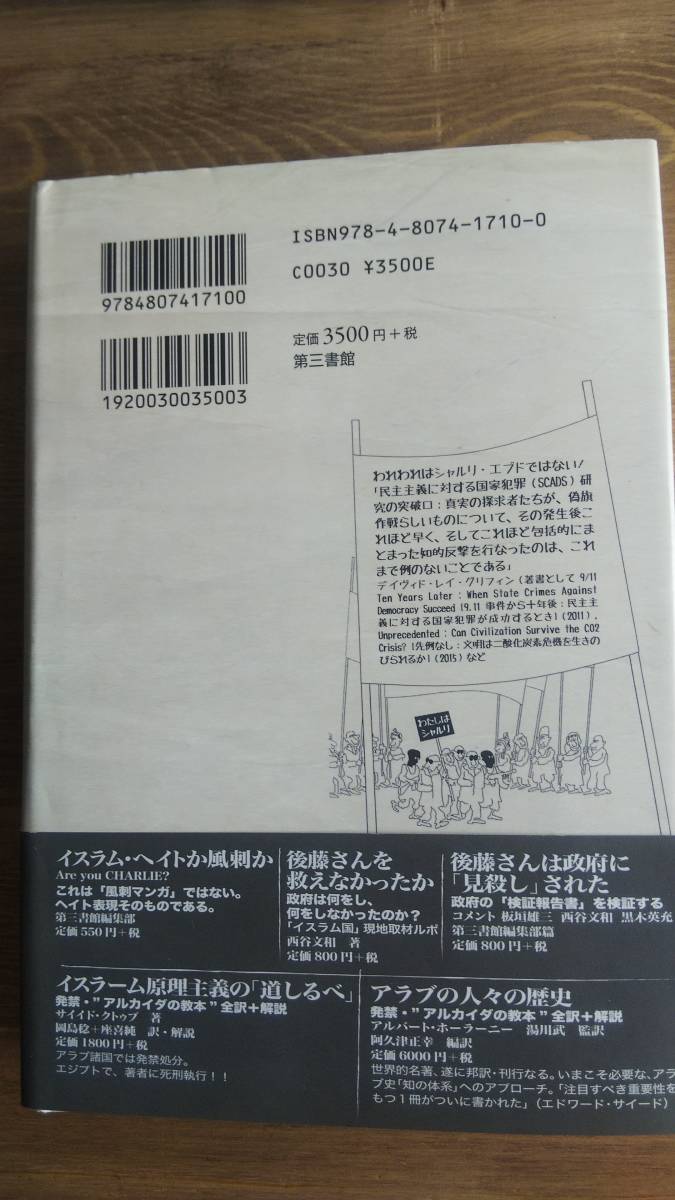 ISBN978-4-8074-1710-0
C0030 ¥3500E
9784807417100
定価3500円+税
第三書館
1920030035003
われわれはシャルリ・エブドではない!
「民主主義に対する国家犯罪(SCADS)研
究の突破口:真実の探求者たちが、偽旗
作戦らしいものについて、その発生後こ
れほど早く、そしてこれほど包括的にま
とまった知的反撃を行なったのは、これ
まで例のないことである」
デイヴィド・レイ・グリフィン(著書として9/11
Ten Years Later : When State Crimes Against
Democracy Succeed [9.11 事件から十年後:民主主
義に対する国家犯罪が成功するとき](2011),
Unprecedented : Can Civilization Survive the CO2
Crisis? [先例なし:文明は二酸化炭素危機を生きの
びられるか](2015)など
わたしは
シャルリ
イスラム・ヘイトか風刺か
Are you CHARLIE?
これは「風刺マンガ」ではない。
ヘイト表現そのものである。
第三書館編集部
定価550円+税
後藤さんを
救えなかったか
政府は何をし、
何をしなかったのか?
「イスラム国」現地取材ルポ
西谷文和 著
定価800円+税
後藤さんは政府に
「見殺し」された
政府の「検証報告書」を検証する
コメント 板垣雄三 西谷文和 黒木英充
第三書館編集部篇
定価800円+税
イスラーム原理主義の「道しるべ」
発禁・"アルカイダの教本"全訳+解説
サイイド・クトゥブ 著
岡島稔+座喜純 訳・解説
定価1800円+税
アラブ諸国では発禁処分。
エジプトで、著者に死刑執行!!
アラブの人々の歴史
発禁・"アルカイダの教本"全訳+解説
アルバート・ホーラーニー 湯川武 監訳
阿久津正幸 編訳
定価6000円+税
世界的名著、遂に邦訳・刊行なる。いまこそ必要な、アラ
ブ史「知の体系」へのアプローチ。「注目すべき重要性を
もつ1冊がついに書かれた」(エドワード・サイード)